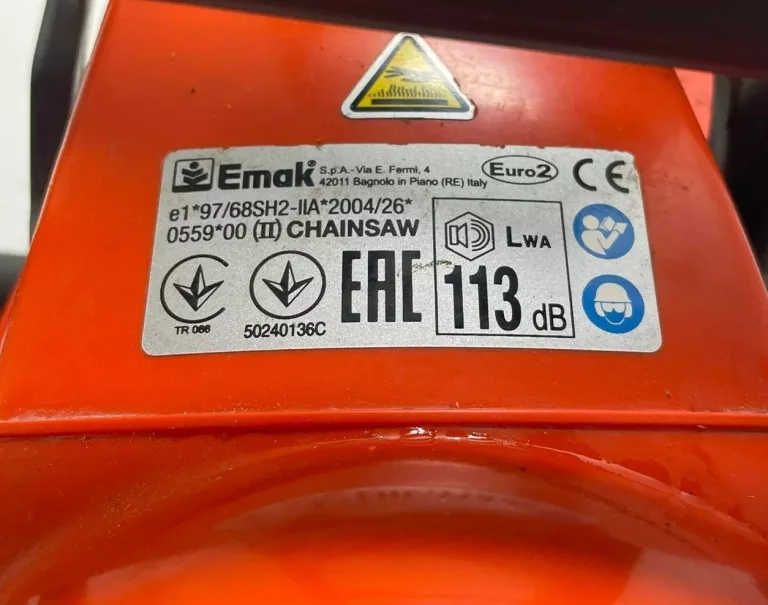 Emak® S.p.A.-Via E. Fermi, 4
42011 Bagnolo in Piano (RE) Italy
Euro2 CE
e1*97/68SH2-IIA*2004/26*
0559*00 (II) CHAINSAW
LWA
113 dB
EAC
TR 066
50240136C